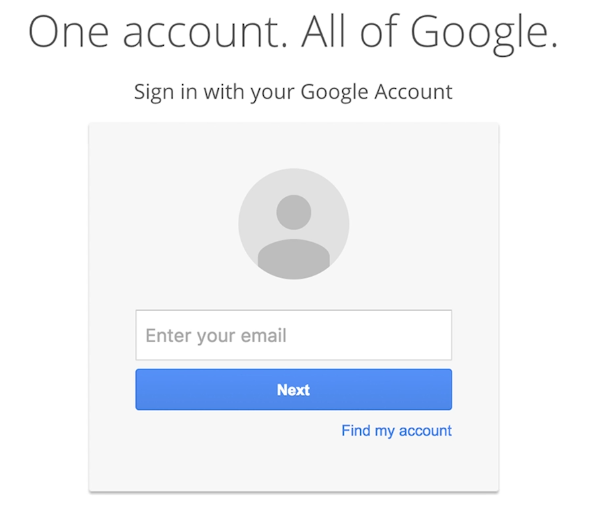 One account. All of Google.
Sign in with your Google Account
Enter your email
Next
Find my account